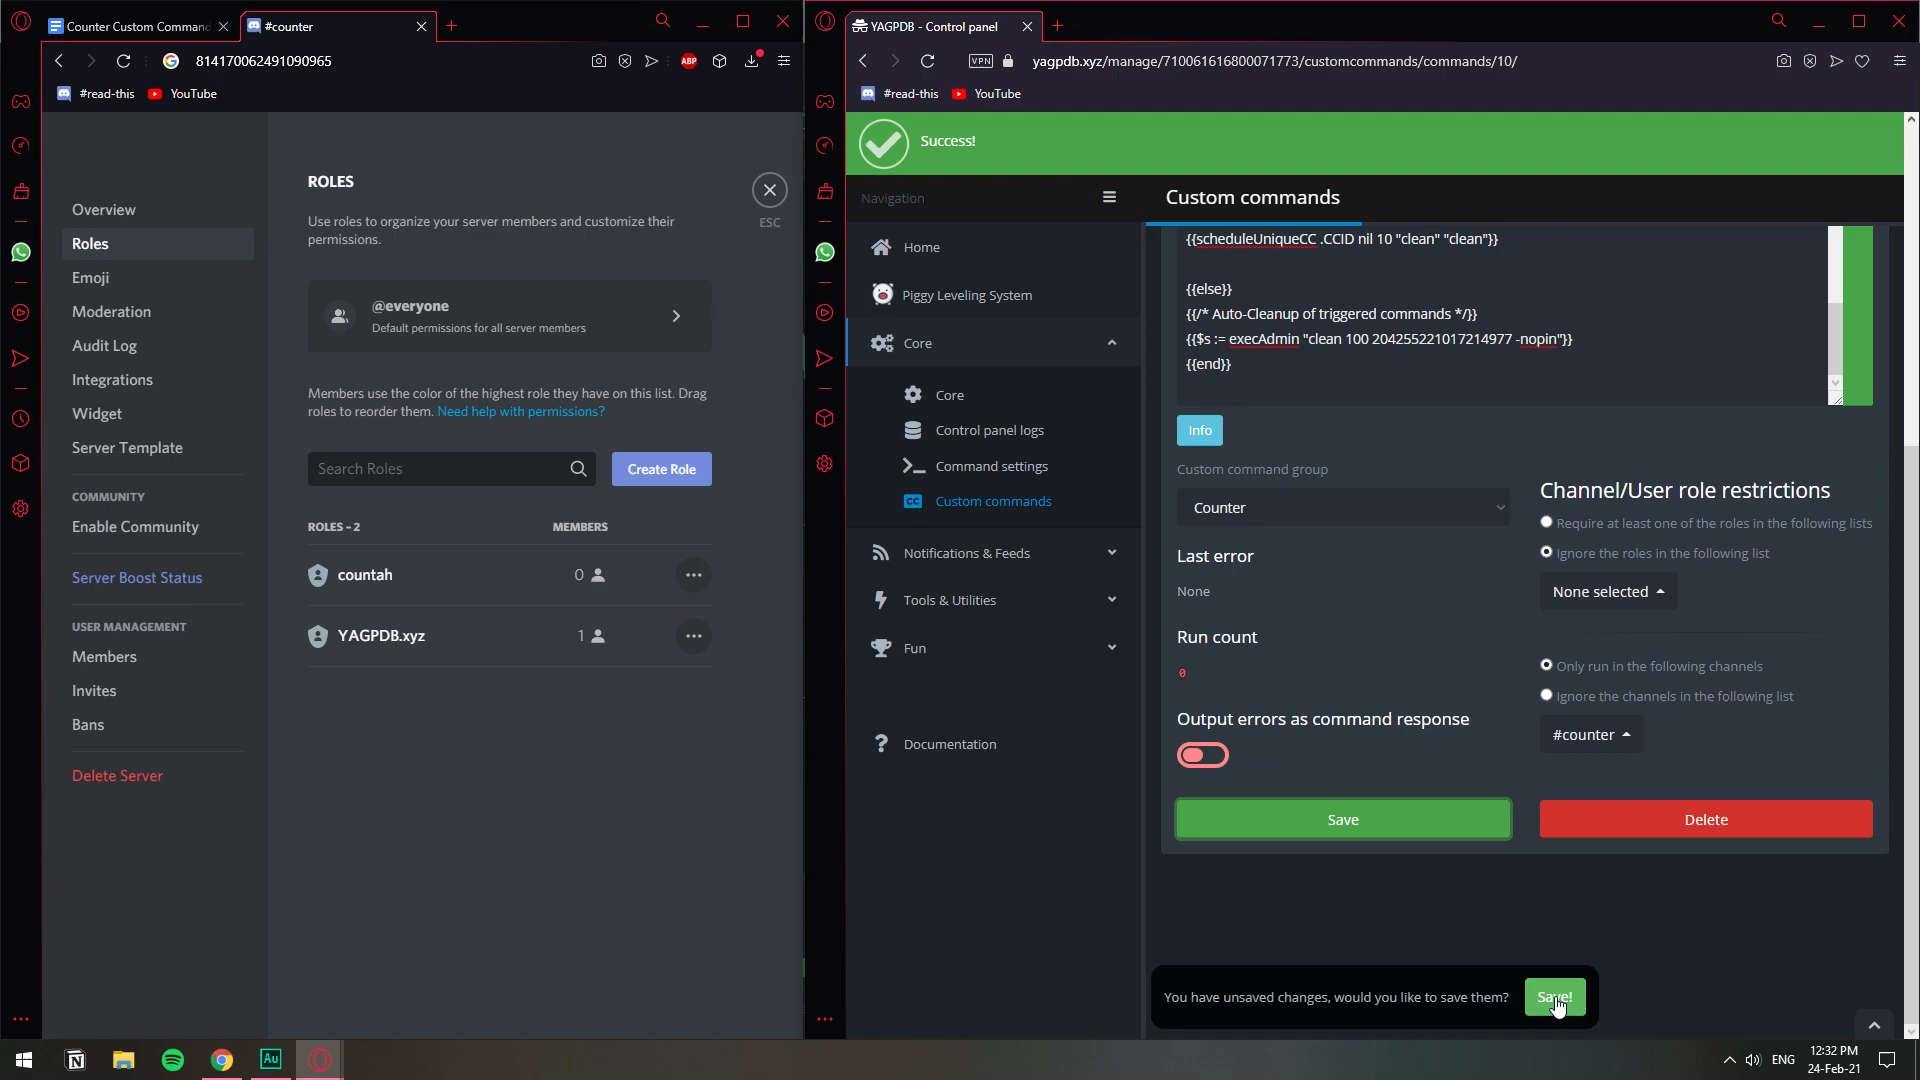 Counter Custom Command
#counter
814170062491090965
ABP
#read-this
YouTube
Overview
Roles
Emoji
Moderation
Audit Log
Integrations
Widget
Server Template
COMMUNITY
Enable Community
Server Boost Status
USER MANAGEMENT
Members
Invites
Bans
Delete Server
ROLES
ESC
Use roles to organize your server members and customize their
permissions.
@everyone
Default permissions for all server members
Members use the color of the highest role they have on this list. Drag
roles to reorder them. Need help with permissions?
Search Roles
Create Role
ROLES – 2
MEMBERS
countah
0
YAGPDB.xyz
1
YAGPDB - Control panel
VPN
yagpdb.xyz/manage/710061616800071773/customcommands/commands/10/
#read-this
YouTube
Success!
Navigation
Home
Piggy Leveling System
Core
Core
Control panel logs
Command settings
CC
Custom commands
Notifications & Feeds
Tools & Utilities
Fun
Documentation
Custom commands
{{scheduleUniqueCC .CCID nil 10 "clean" "clean"}}
{{else}}
{{/* Auto-Cleanup of triggered commands */}}
{{$s := execAdmin "clean 100 204255221017214977 -nopin"}}
{{end}}
Info
Custom command group
Counter
Last error
None
Run count
0
Output errors as command response
Save
Channel/User role restrictions
Require at least one of the roles in the following lists
Ignore the roles in the following list
None selected
Only run in the following channels
Ignore the channels in the following list
#counter
Delete
You have unsaved changes, would you like to save them?
Save!
Au
ENG
12:32 PM
24-Feb-21